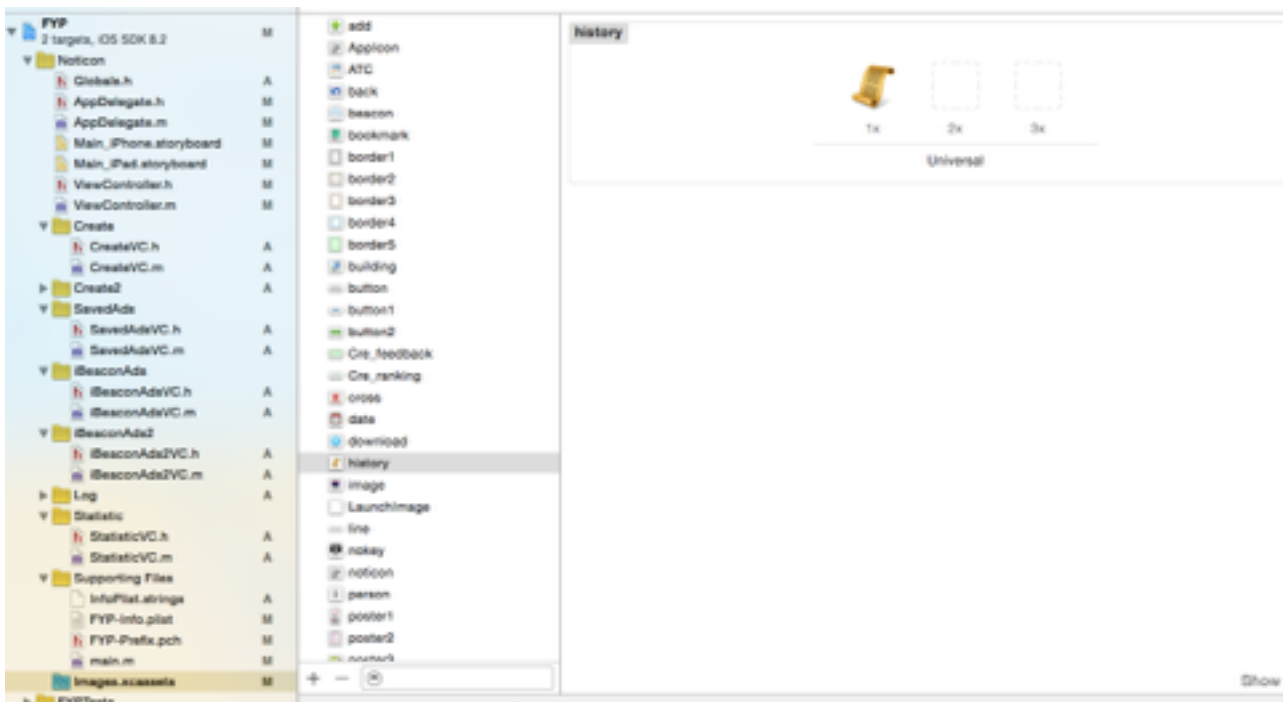 FYP
M
2 targets, iOS SDK 8.2
Noticon
Globals.h A
AppDelegate.h M
AppDelegate.m M
Main_iPhone.storyboard M
Main_iPad.storyboard M
ViewController.h M
ViewController.m M
Create
CreateVC.h A
CreateVC.m A
Create2 A
SavedAds
SavedAdsVC.h A
SavedAdsVC.m A
iBeaconAds
iBeaconAdsVC.h A
iBeaconAdsVC.m A
iBeaconAds2
iBeaconAds2VC.h A
iBeaconAds2VC.m A
Log A
Statistic
StatisticVC.h A
StatisticVC.m A
Supporting Files
InfoPlist.strings A
FYP-Info.plist M
FYP-Prefix.pch M
main.m M
Images.xcassets M
FYPTests
add
AppIcon
ATC
back
beacon
bookmark
border1
border2
border3
border4
border5
building
button
button1
button2
Cre_feedback
Cre_ranking
cross
date
download
history
image
LaunchImage
line
nokey
noticon
person
poster1
poster2
poster3
history
1x 2x 3x
Universal
Show